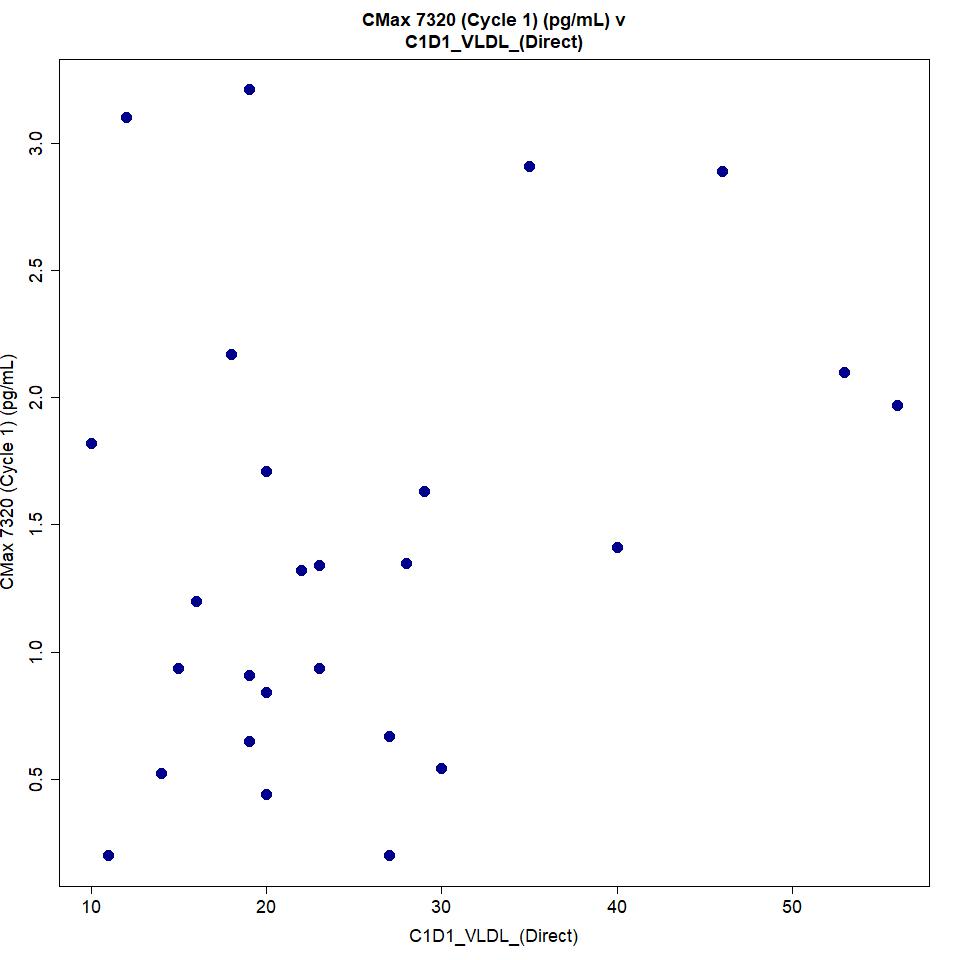 CMax 7320 (Cycle 1) (pg/mL) v
C1D1_VLDL_(Direct)
CMax 7320 (Cycle 1) (pg/mL)
3.0
2.5
2.0
1.5
1.0
0.5
10 20 30 40 50
C1D1_VLDL_(Direct)